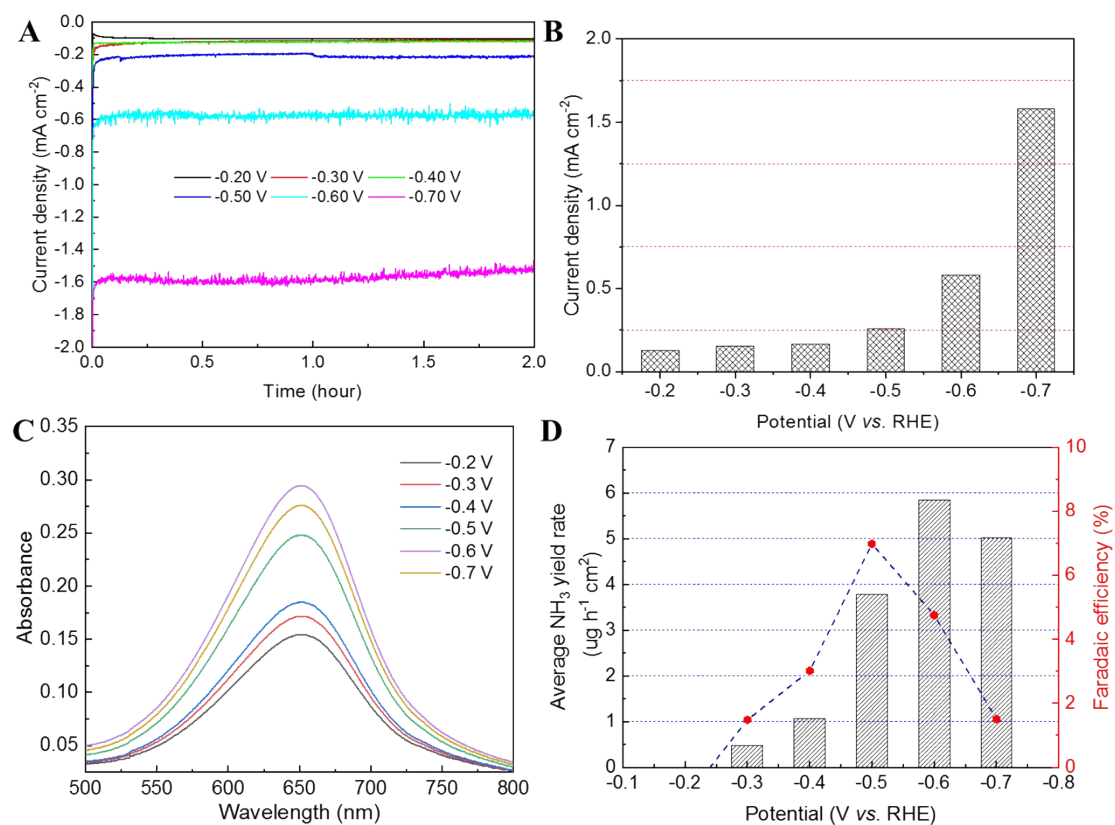 A
0.0
-0.2
-0.4
-0.6
-0.8
-1.0
-1.2
-1.4
-1.6
-1.8
-2.0
Current density (mA cm-2)
-0.20 V -0.30 V -0.40 V
-0.50 V -0.60 V -0.70 V
0.0 0.5 1.0 1.5 2.0
Time (hour)
B
2.0
1.5
1.0
0.5
0.0
Current density (mA cm-2)
-0.2 -0.3 -0.4 -0.5 -0.6 -0.7
Potential (V vs. RHE)
C
0.35
0.30
0.25
0.20
0.15
0.10
0.05
Absorbance
-0.2 V
-0.3 V
-0.4 V
-0.5 V
-0.6 V
-0.7 V
500 550 600 650 700 750 800
Wavelength (nm)
D
7
6
5
4
3
2
1
0
Average NH3 yield rate
(ug h-1 cm2)
10
8
6
4
2
0
Faradaic efficiency (%)
-0.1 -0.2 -0.3 -0.4 -0.5 -0.6 -0.7 -0.8
Potential (V vs. RHE)